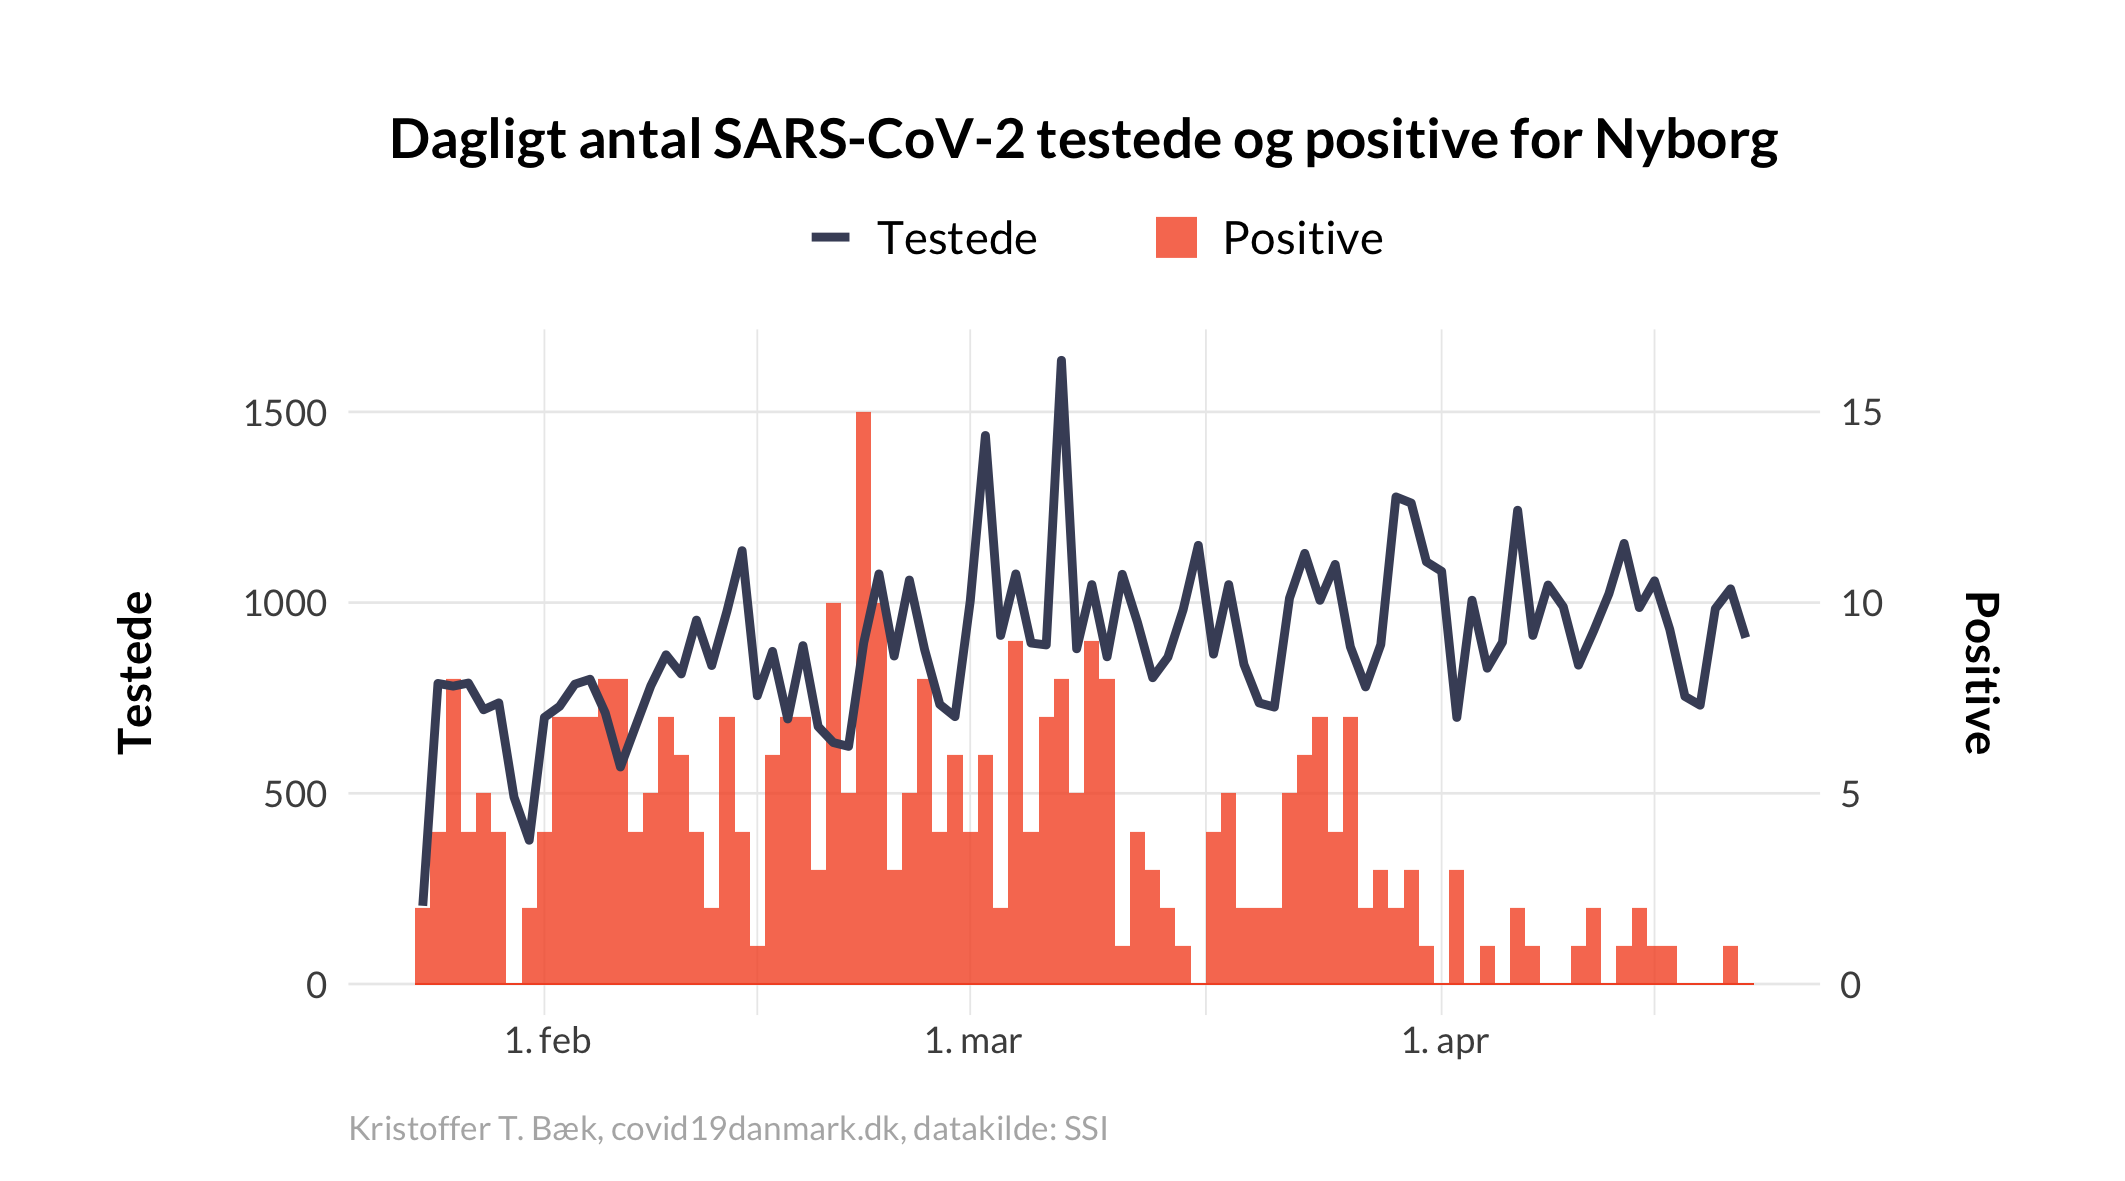 Dagligt antal SARS-CoV-2 testede og positive for Nyborg
Testede Positive
1500 15
1000 10
500 5
0 0
Testede
Positive
1. feb 1. mar 1. apr
Kristoffer T. Bæk, covid19danmark.dk, datakilde: SSI